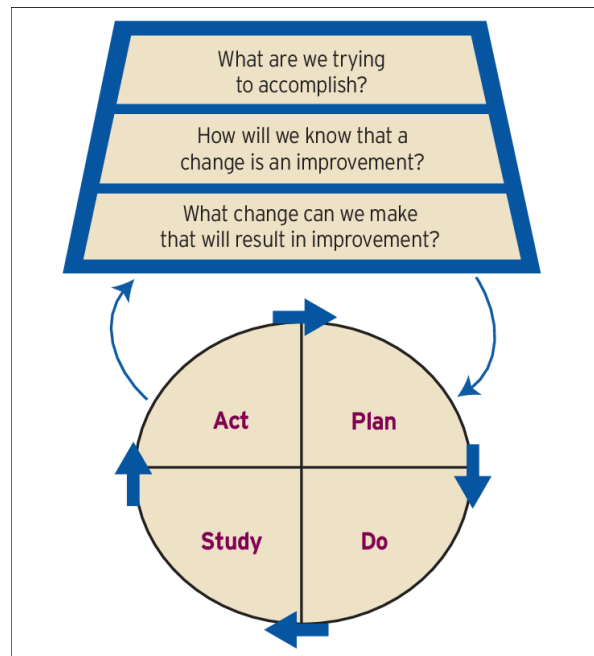 What are we trying
to accomplish?
How will we know that a
change is an improvement?
What change can we make
that will result in improvement?
Act
Plan
Study
Do